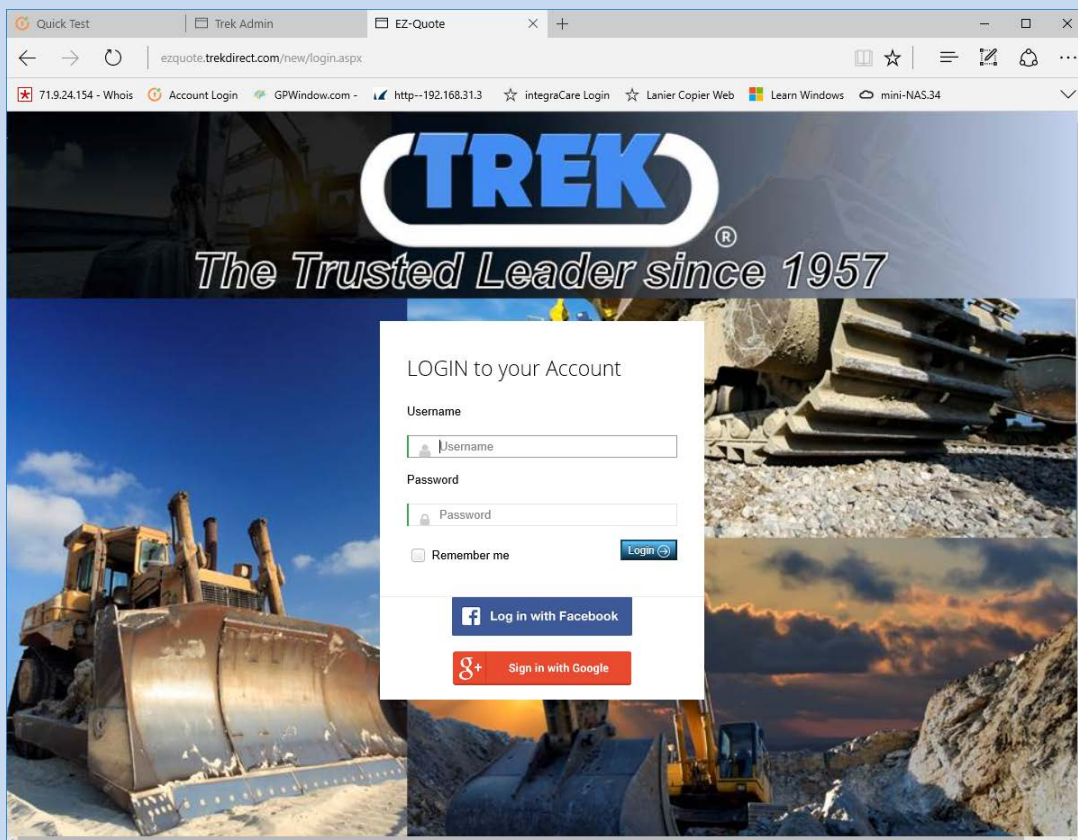 Quick Test
Trek Admin
EZ-Quote
ezquote.trekdirect.com/new/login.aspx
71.9.24.154 - Whois
Account Login
GPWindow.com -
http--192.168.31.3
integraCare Login
Lanier Copier Web
Learn Windows
mini-NAS.34
TREK
®
The Trusted Leader since 1957
LOGIN to your Account
Username
Username
Password
Password
Remember me
Login
Log in with Facebook
g+ Sign in with Google